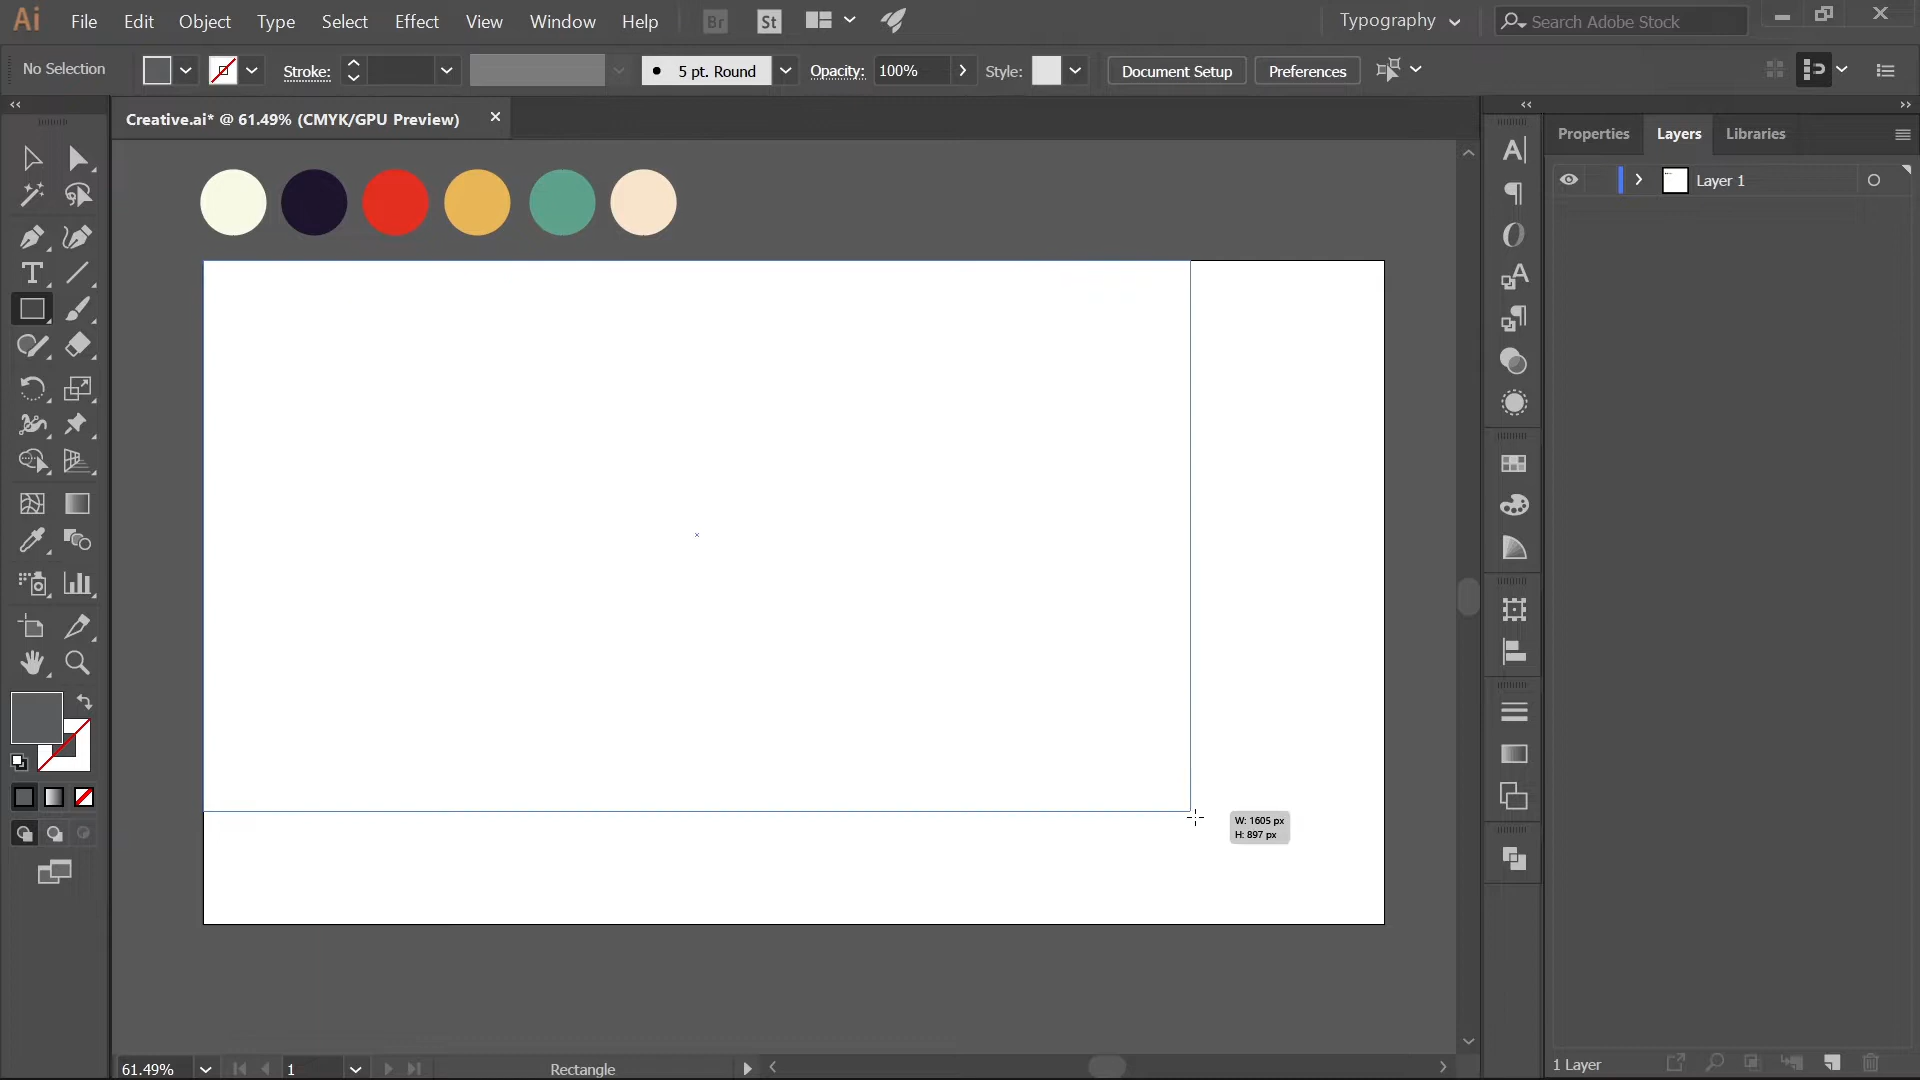 Ai File Edit Object Type Select Effect View Window Help Br St Typography Search Adobe Stock
No Selection Stroke: 5 pt. Round Opacity: 100% Style: Document Setup Preferences
Creative.ai* @ 61.49% (CMYK/GPU Preview)
Properties Layers Libraries
Layer 1
W: 1605 px
H: 897 px
61.49% 1 Rectangle
1 Layer